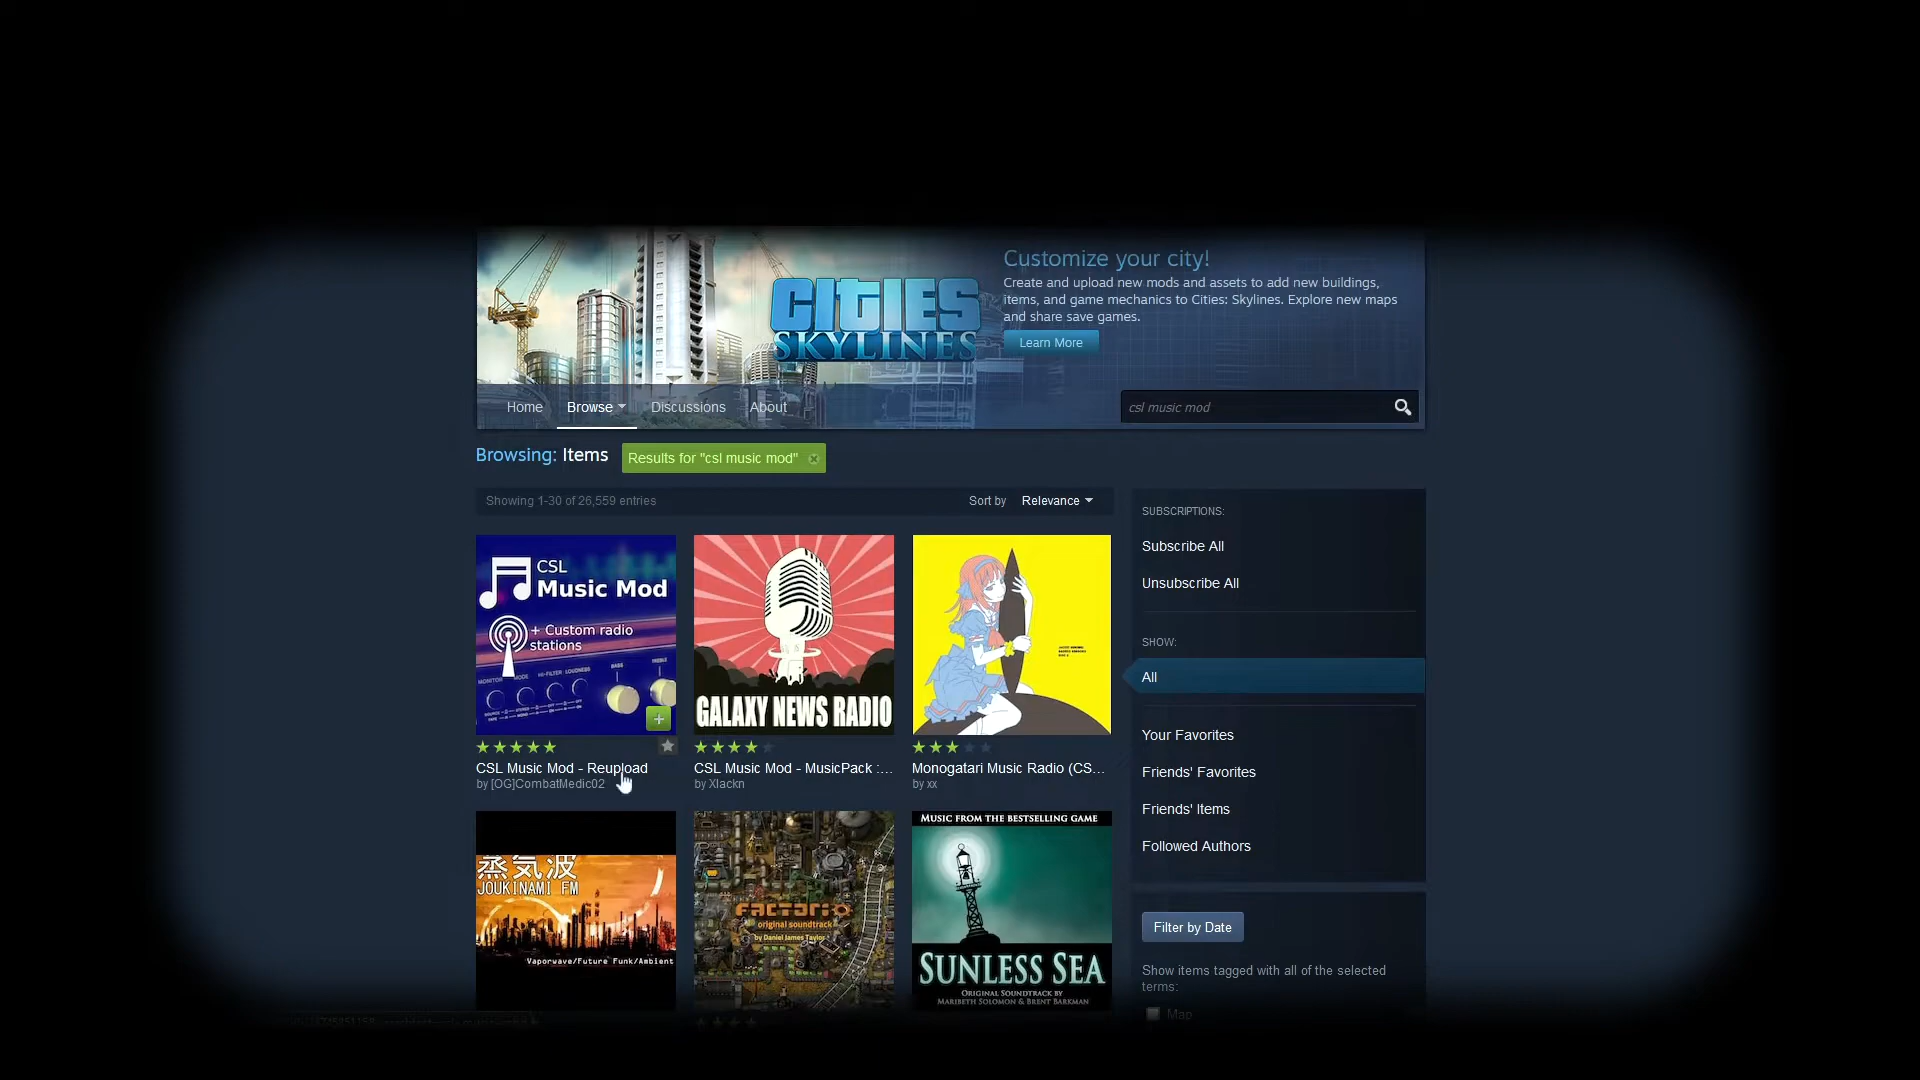 CITIES
SKYLINES
Customize your city!
Create and upload new mods and assets to add new buildings,
items, and game mechanics to Cities: Skylines. Explore new maps
and share save games.
Learn More
Home
Browse
Discussions
About
csl music mod
Browsing: Items
Results for "csl music mod"
Showing 1-30 of 26,559 entries
Sort by
Relevance
CSL
Music Mod
+ Custom radio
stations
MONITOR
MODE
HI-FILTER
LOUDNESS
BASS
TREBLE
CSL Music Mod - Reupload
by [OG]CombatMedic02
GALAXY NEWS RADIO
CSL Music Mod - MusicPack :...
by Xlackn
Monogatari Music Radio (CS...
by xx
蒸気波
JOUKINAMI FM
Vaporwave/Future Funk/Ambient
FACTORIO
original soundtrack
by Daniel James Taylor
MUSIC FROM THE BESTSELLING GAME
SUNLESS SEA
ORIGINAL SOUNDTRACK BY
MARIBETH SOLOMON & BRENT BARKMAN
SUBSCRIPTIONS:
Subscribe All
Unsubscribe All
SHOW:
All
Your Favorites
Friends' Favorites
Friends' Items
Followed Authors
Filter by Date
Show items tagged with all of the selected
terms:
Map